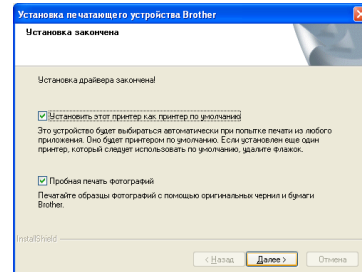 Установка печатающего устройства Brother
Установка закончена
Установка драйвера закончена!
Установить этот принтер как принтер по умолчанию
Это устройство будет выбираться автоматически при попытке печати из любого
приложения. Оно будет принтером по умолчанию. Если установлен еще один
принтер, который следует использовать по умолчанию, удалите флажок.
Пробная печать фотографий
Печатайте образцы фотографий с помощью оригинальных чернил и бумаги
Brother.
InstallShield
< Назад Далее > Отмена